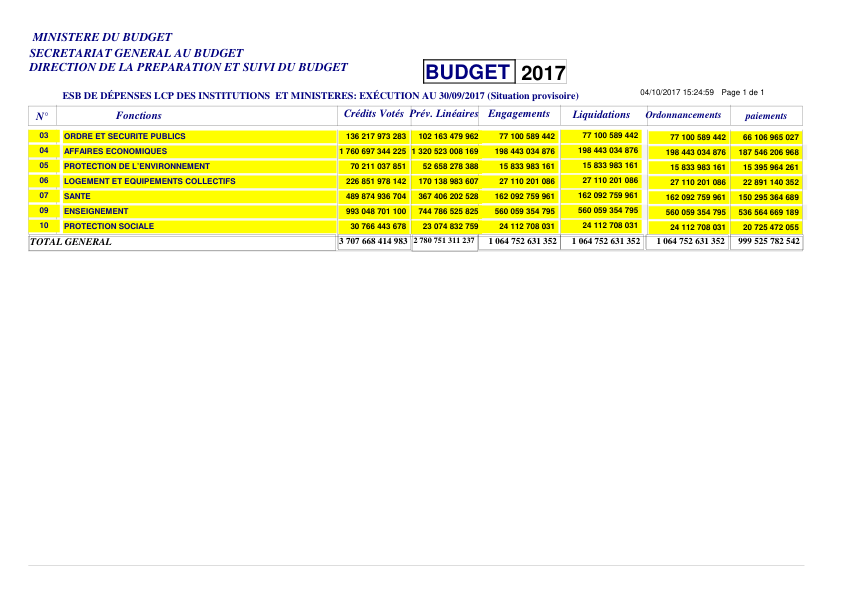 MINISTERE DU BUDGET
SECRETARIAT GENERAL AU BUDGET
DIRECTION DE LA PREPARATION ET SUIVI DU BUDGET
BUDGET 2017
ESB DE DÉPENSES LCP DES INSTITUTIONS ET MINISTERES: EXÉCUTION AU 30/09/2017 (Situation provisoire)
04/10/2017 15:24:59 Page 1 de 1
N° Fonctions Crédits Votés Prév. Linéaires Engagements Liquidations Ordonnancements paiements
03 ORDRE ET SECURITE PUBLICS 136 217 973 283 102 163 479 962 77 100 589 442 77 100 589 442 77 100 589 442 66 106 965 027
04 AFFAIRES ECONOMIQUES 1 760 697 344 225 1 320 523 008 169 198 443 034 876 198 443 034 876 198 443 034 876 187 546 206 968
05 PROTECTION DE L'ENVIRONNEMENT 70 211 037 851 52 658 278 388 15 833 983 161 15 833 983 161 15 833 983 161 15 395 964 261
06 LOGEMENT ET EQUIPEMENTS COLLECTIFS 226 851 978 142 170 138 983 607 27 110 201 086 27 110 201 086 27 110 201 086 22 891 140 352
07 SANTE 489 874 936 704 367 406 202 528 162 092 759 961 162 092 759 961 162 092 759 961 150 295 364 689
09 ENSEIGNEMENT 993 048 701 100 744 786 525 825 560 059 354 795 560 059 354 795 560 059 354 795 536 564 669 189
10 PROTECTION SOCIALE 30 766 443 678 23 074 832 759 24 112 708 031 24 112 708 031 24 112 708 031 20 725 472 055
TOTAL GENERAL 3 707 668 414 983 2 780 751 311 237 1 064 752 631 352 1 064 752 631 352 1 064 752 631 352 999 525 782 542